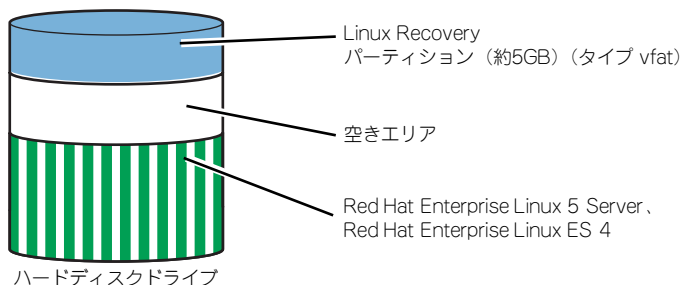 Linux Recovery
パーティション（約5GB）（タイプ vfat）
空きエリア
Red Hat Enterprise Linux 5 Server、
Red Hat Enterprise Linux ES 4
ハードディスクドライブ